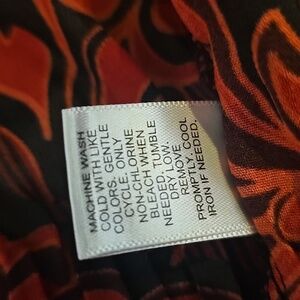 MACHINE WASH
COLD WITH LIKE
COLORS. GENTLE
CYCLE. ONLY
NON-CHLORINE
BLEACH WHEN
NEEDED. TUMBLE
DRY LOW.
REMOVE
PROMPTLY. COOL
IRON IF NEEDED.